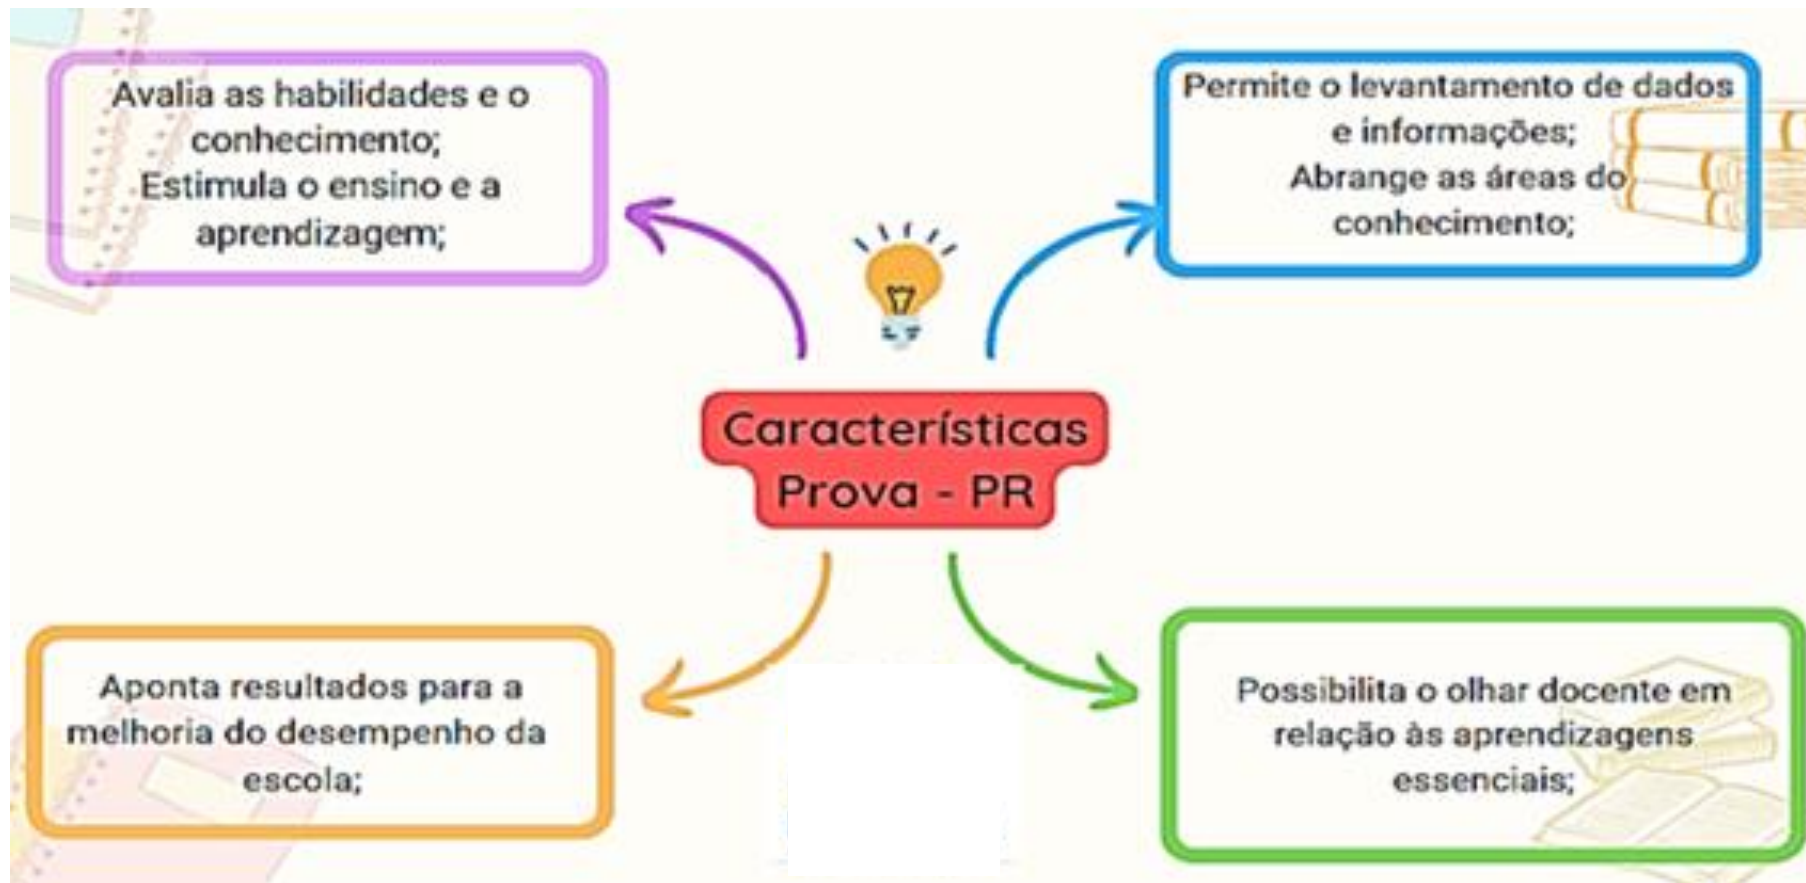 Avalia as habilidades e o
conhecimento;
Estimula o ensino e a
aprendizagem;
Permite o levantamento de dados
e informações;
Abrange as áreas do
conhecimento;
Características
Prova - PR
Aponta resultados para a
melhoria do desempenho da
escola;
Possibilita o olhar docente em
relação às aprendizagens
essenciais;